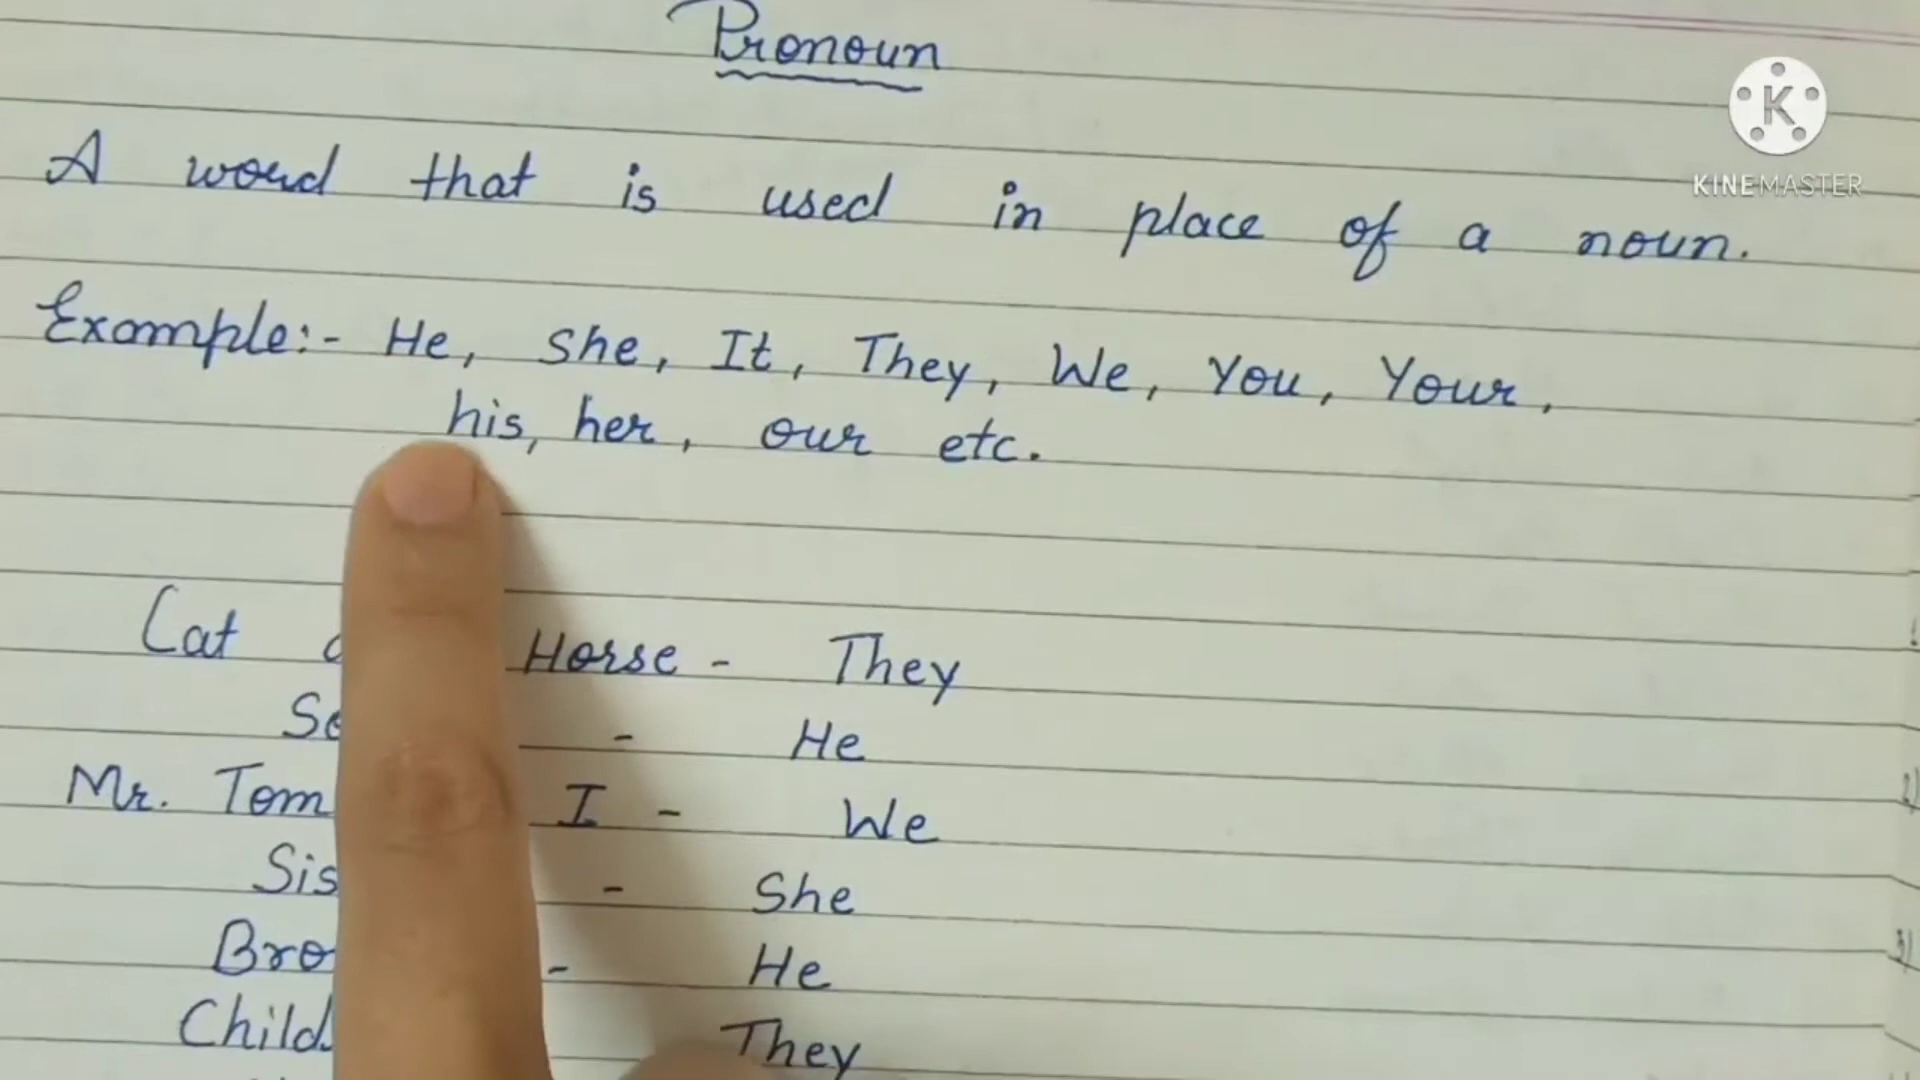 Pronoun
KINEMASTER
A word that is used in place of a noun.
Example:- He, She, It, They, We, You, Your,
his, her, our etc.
Cat Horse - They
- He
Mr. Tom I - We
- She
- He
They